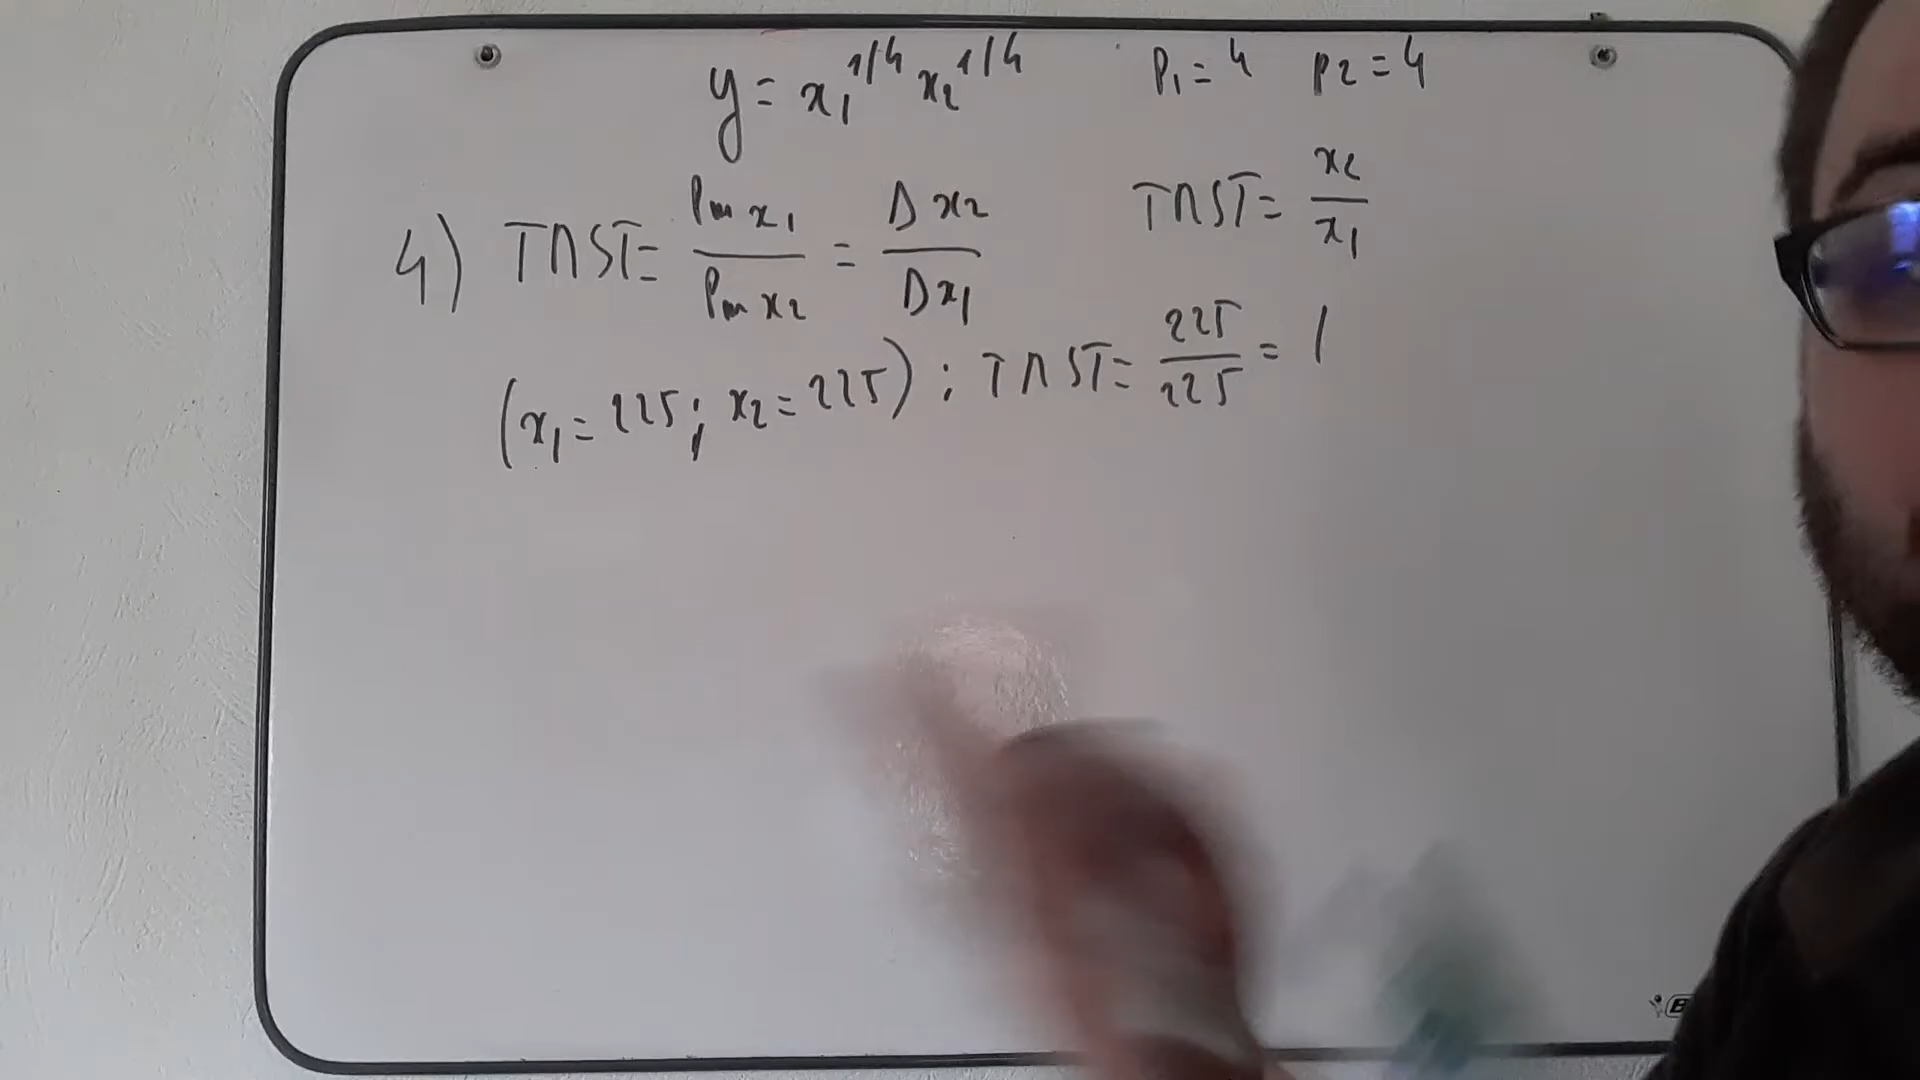 y = x₁^1/4 x₂^1/4 P₁ = 4 P2 = 4
4) TMST = Pm x₁ / Pm x₂ = Δx₂ / Δx₁ TMST = x₂ / x₁
(x₁ = 225 ; x₂ = 225) ; TMST = 225 / 225 = 1